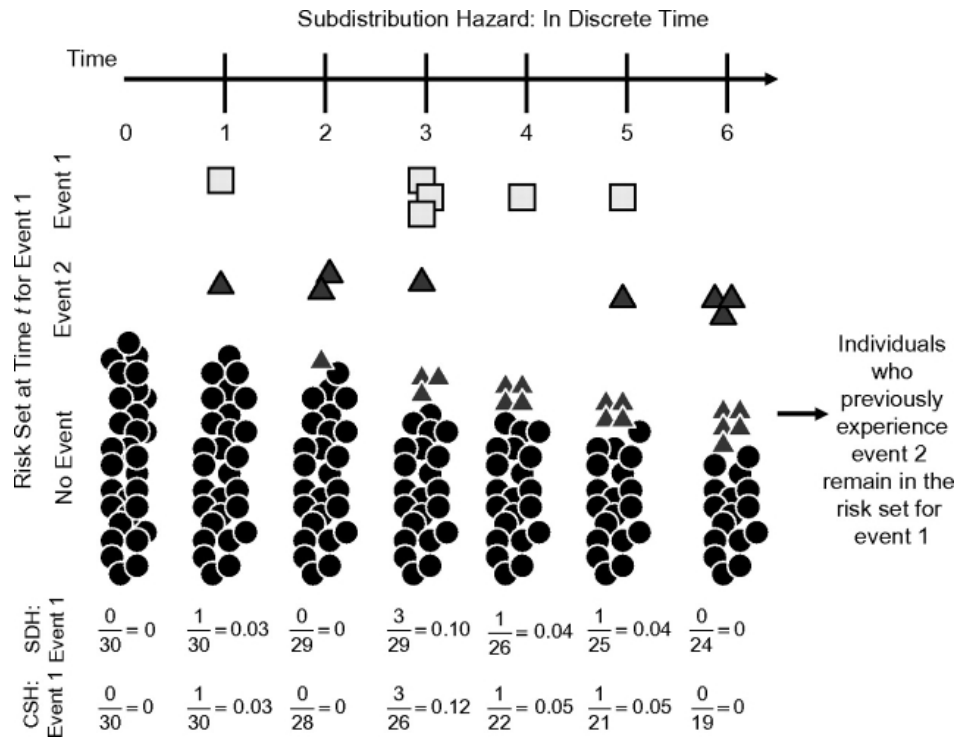 Subdistribution Hazard: In Discrete Time
Time
0 1 2 3 4 5 6
Risk Set at Time t for Event 1
Event 1
Event 2
No Event
Individuals
who
previously
experience
event 2
remain in the
risk set for
event 1
SDH:
Event 1
0/30 = 0 1/30 = 0.03 0/29 = 0 3/29 = 0.10 1/26 = 0.04 1/25 = 0.04 0/24 = 0
CSH:
Event 1
0/30 = 0 1/30 = 0.03 0/28 = 0 3/26 = 0.12 1/22 = 0.05 1/21 = 0.05 0/19 = 0